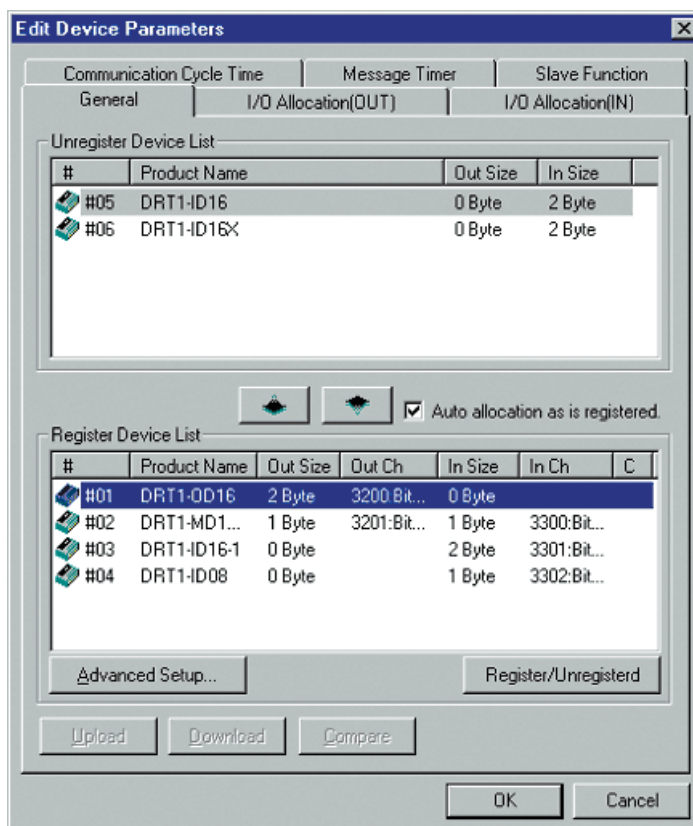 Edit Device Parameters
Communication Cycle Time Message Timer Slave Function
General I/O Allocation(OUT) I/O Allocation(IN)
Unregister Device List
# Product Name Out Size In Size
#05 DRT1-ID16 0 Byte 2 Byte
#06 DRT1-ID16X 0 Byte 2 Byte
Auto allocation as is registered.
Register Device List
# Product Name Out Size Out Ch In Size In Ch C
#01 DRT1-OD16 2 Byte 3200:Bit... 0 Byte
#02 DRT1-MD1... 1 Byte 3201:Bit... 1 Byte 3300:Bit...
#03 DRT1-ID16-1 0 Byte 2 Byte 3301:Bit...
#04 DRT1-ID08 0 Byte 1 Byte 3302:Bit...
Advanced Setup... Register/Unregisterd
Upload Download Compare
OK Cancel